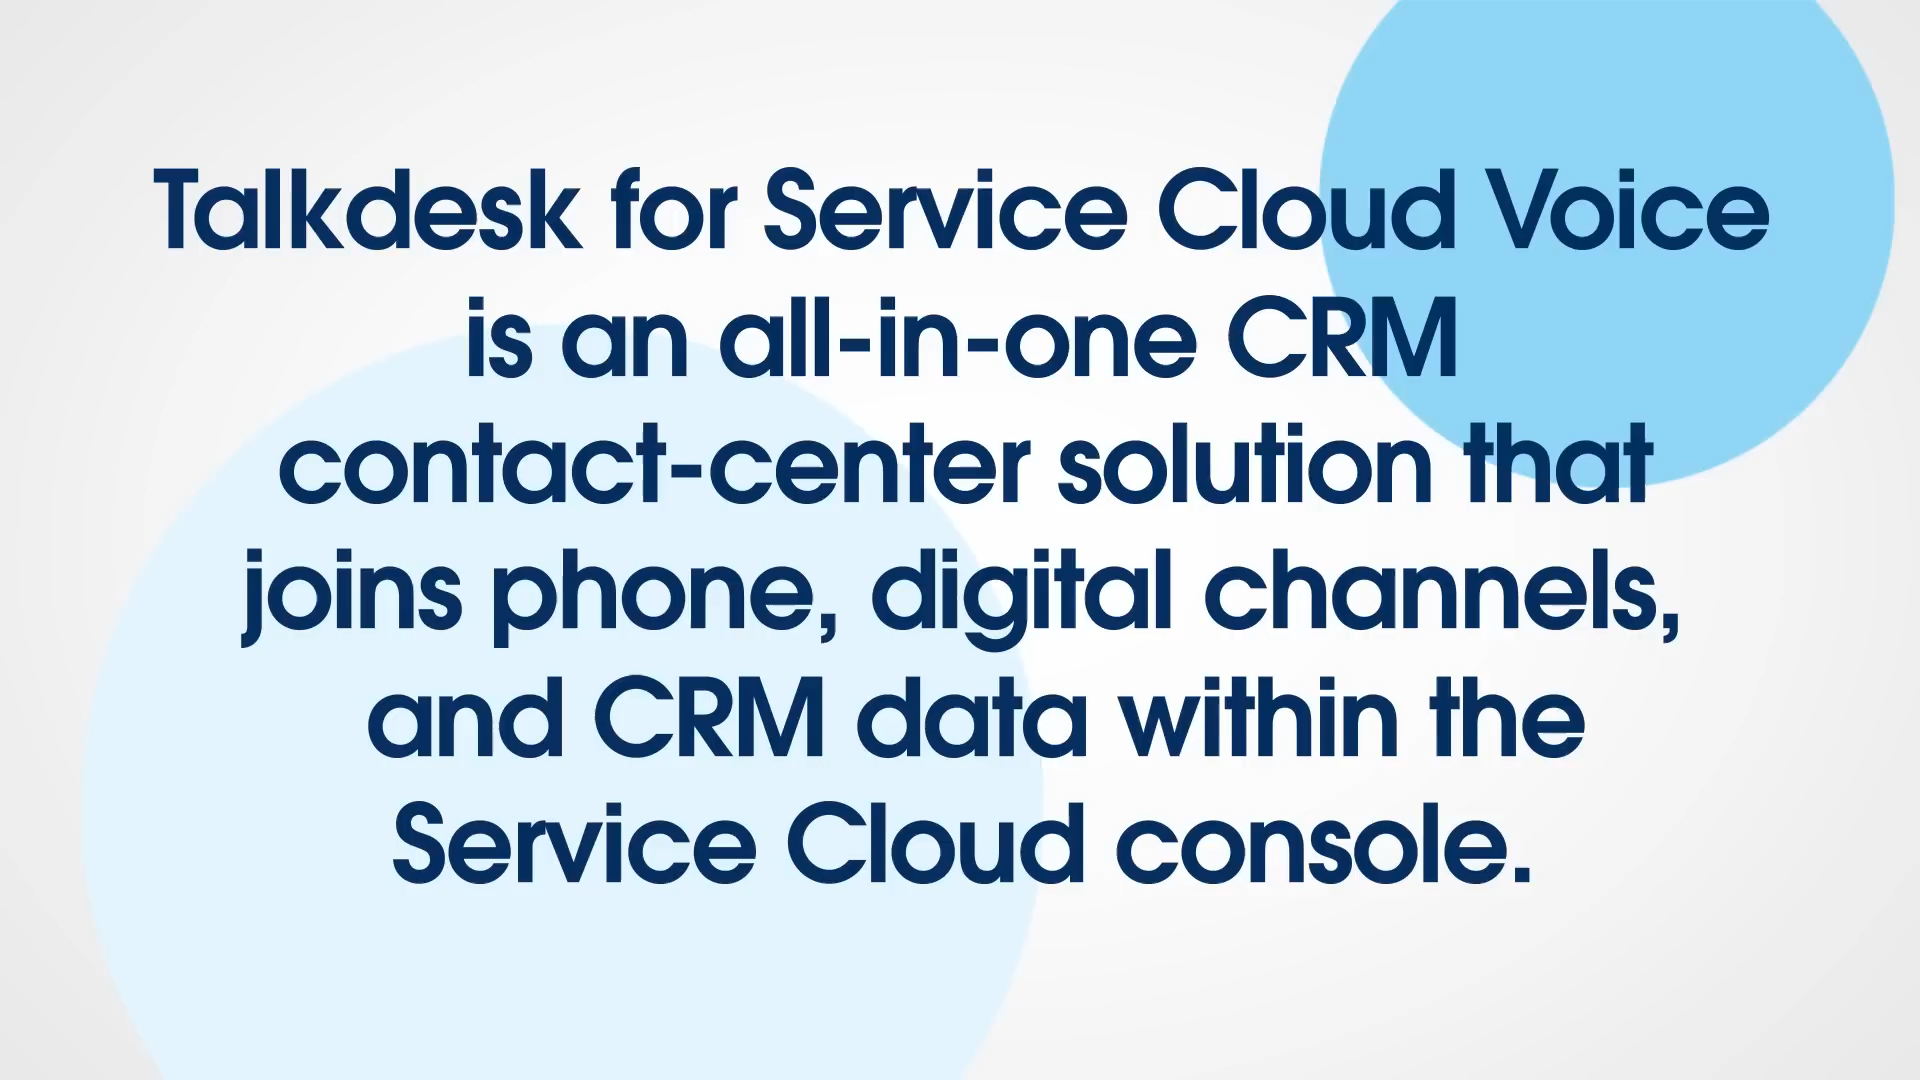 Talkdesk for Service Cloud Voice
is an all-in-one CRM
contact-center solution that
joins phone, digital channels,
and CRM data within the
Service Cloud console.